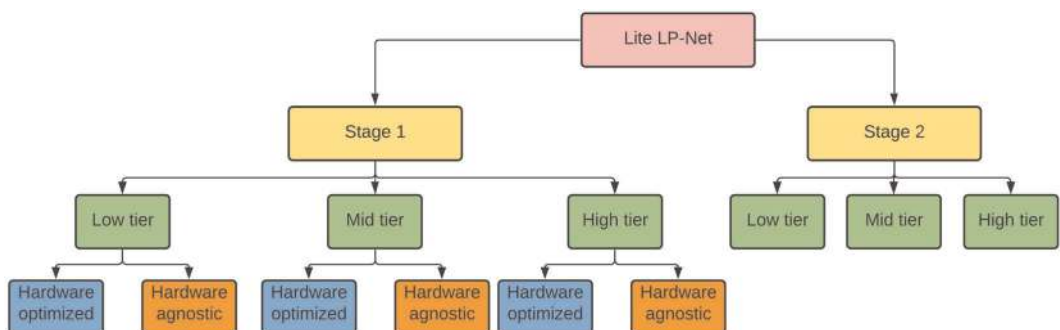 Lite LP-Net
Stage 1
Stage 2
Low tier
Mid tier
High tier
Low tier
Mid tier
High tier
Hardware
optimized
Hardware
agnostic
Hardware
optimized
Hardware
agnostic
Hardware
optimized
Hardware
agnostic